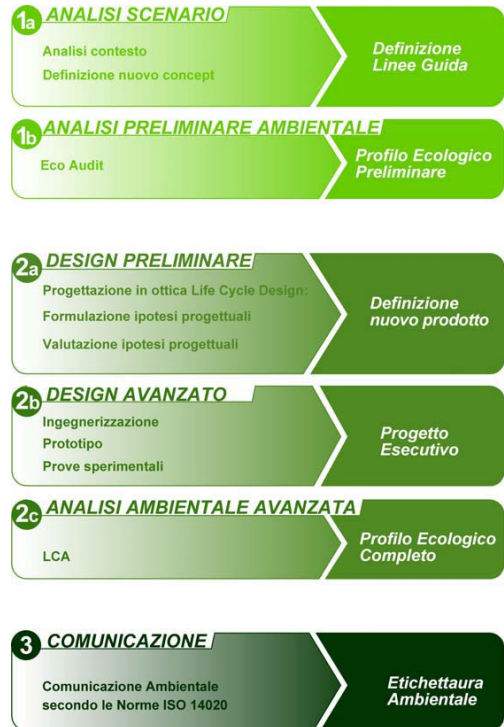 1a ANALISI SCENARIO
Analisi contesto
Definizione nuovo concept
Definizione
Linee Guida
1b ANALISI PRELIMINARE AMBIENTALE
Eco Audit
Profilo Ecologico
Preliminare
2a DESIGN PRELIMINARE
Progettazione in ottica Life Cycle Design:
Formulazione ipotesi progettuali
Valutazione ipotesi progettuali
Definizione
nuovo prodotto
2b DESIGN AVANZATO
Ingegnerizzazione
Prototipo
Prove sperimentali
Progetto
Esecutivo
2c ANALISI AMBIENTALE AVANZATA
LCA
Profilo Ecologico
Completo
3 COMUNICAZIONE
Comunicazione Ambientale
secondo le Norme ISO 14020
Etichettaura
Ambientale